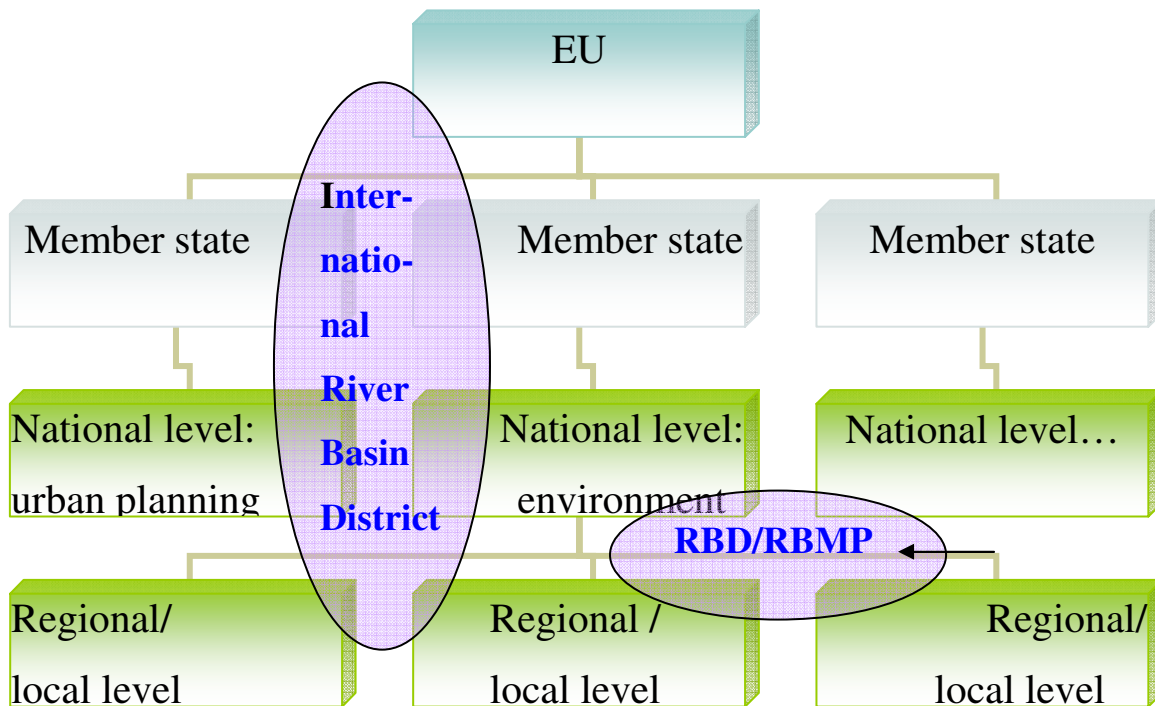 EU
Member state
Member state
Member state
Inter-
natio-
nal
River
Basin
District
National level:
urban planning
National level:
environment
National level…
RBD/RBMP
Regional/
local level
Regional /
local level
Regional/
local level